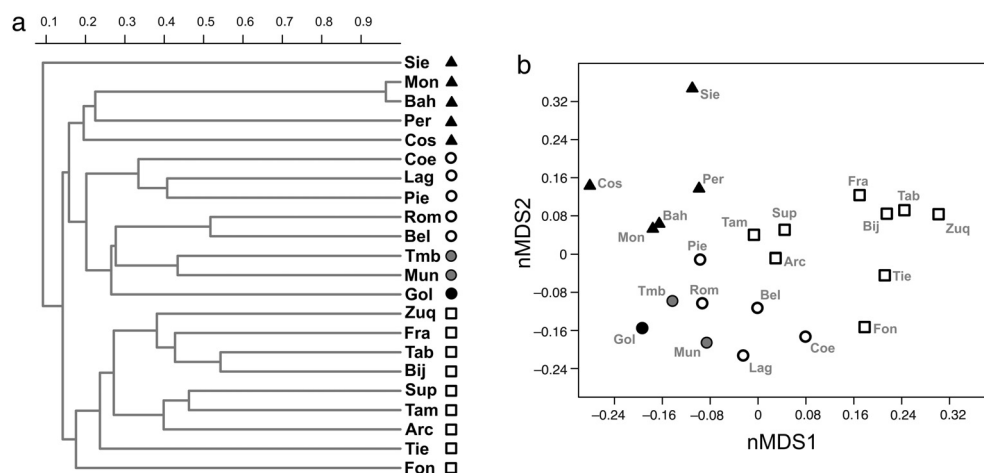 a
0.1 0.2 0.3 0.4 0.5 0.6 0.7 0.8 0.9
Sie
Mon
Bah
Per
Cos
Coe
Lag
Pie
Rom
Bel
Tmb
Mun
Gol
Zuq
Fra
Tab
Bij
Sup
Tam
Arc
Tie
Fon
b
nMDS2
0.32
0.24
0.16
0.08
0
−0.08
−0.16
−0.24
Sie
Cos
Per
Bah
Mon
Fra
Tab
Bij
Zuq
Sup
Tam
Arc
Pie
Tie
Tmb
Rom
Bel
Gol
Mun
Lag
Coe
Fon
−0.24 −0.16 −0.08 0 0.08 0.16 0.24 0.32
nMDS1